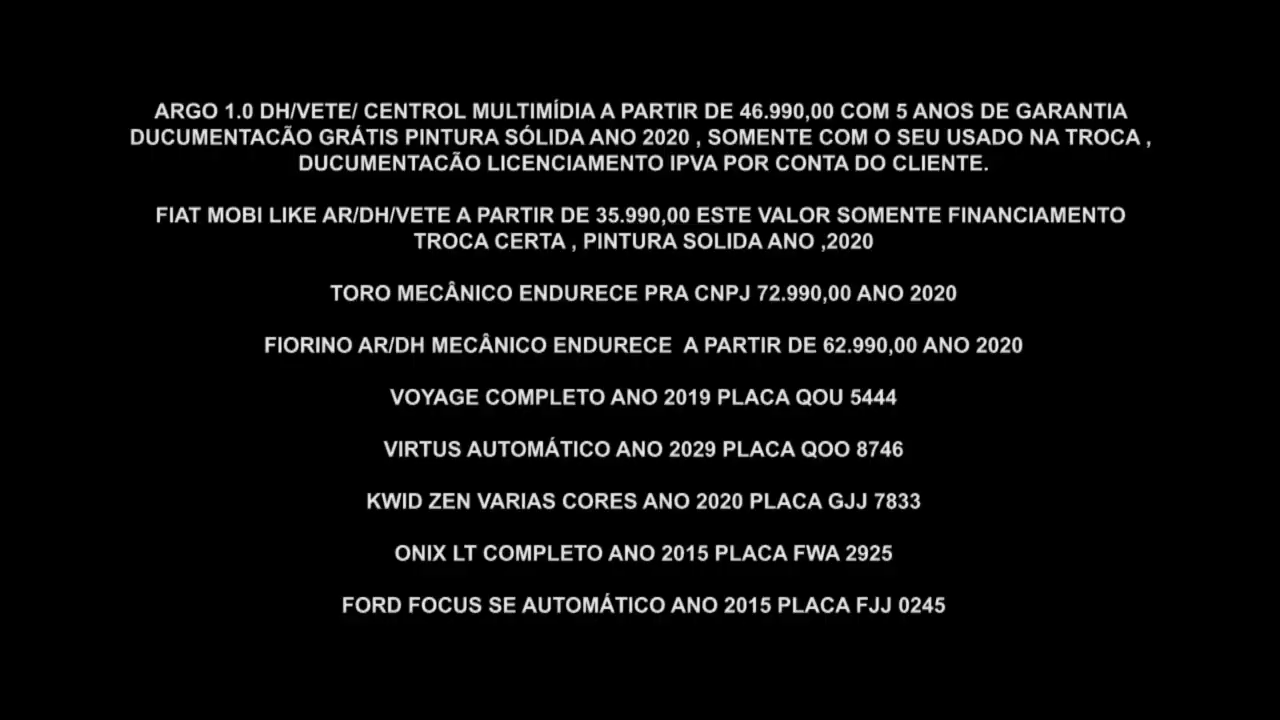 ARGO 1.0 DH/VETE/ CENTROL MULTIMÍDIA A PARTIR DE 46.990,00 COM 5 ANOS DE GARANTIA
DUCUMENTACÃO GRÁTIS PINTURA SÓLIDA ANO 2020 , SOMENTE COM O SEU USADO NA TROCA ,
DUCUMENTACÃO LICENCIAMENTO IPVA POR CONTA DO CLIENTE.
FIAT MOBI LIKE AR/DH/VETE A PARTIR DE 35.990,00 ESTE VALOR SOMENTE FINANCIAMENTO
TROCA CERTA , PINTURA SOLIDA ANO ,2020
TORO MECÂNICO ENDURECE PRA CNPJ 72.990,00 ANO 2020
FIORINO AR/DH MECÂNICO ENDURECE  A PARTIR DE 62.990,00 ANO 2020
VOYAGE COMPLETO ANO 2019 PLACA QOU 5444
VIRTUS AUTOMÁTICO ANO 2029 PLACA QOO 8746
KWID ZEN VARIAS CORES ANO 2020 PLACA GJJ 7833
ONIX LT COMPLETO ANO 2015 PLACA FWA 2925
FORD FOCUS SE AUTOMÁTICO ANO 2015 PLACA FJJ 0245